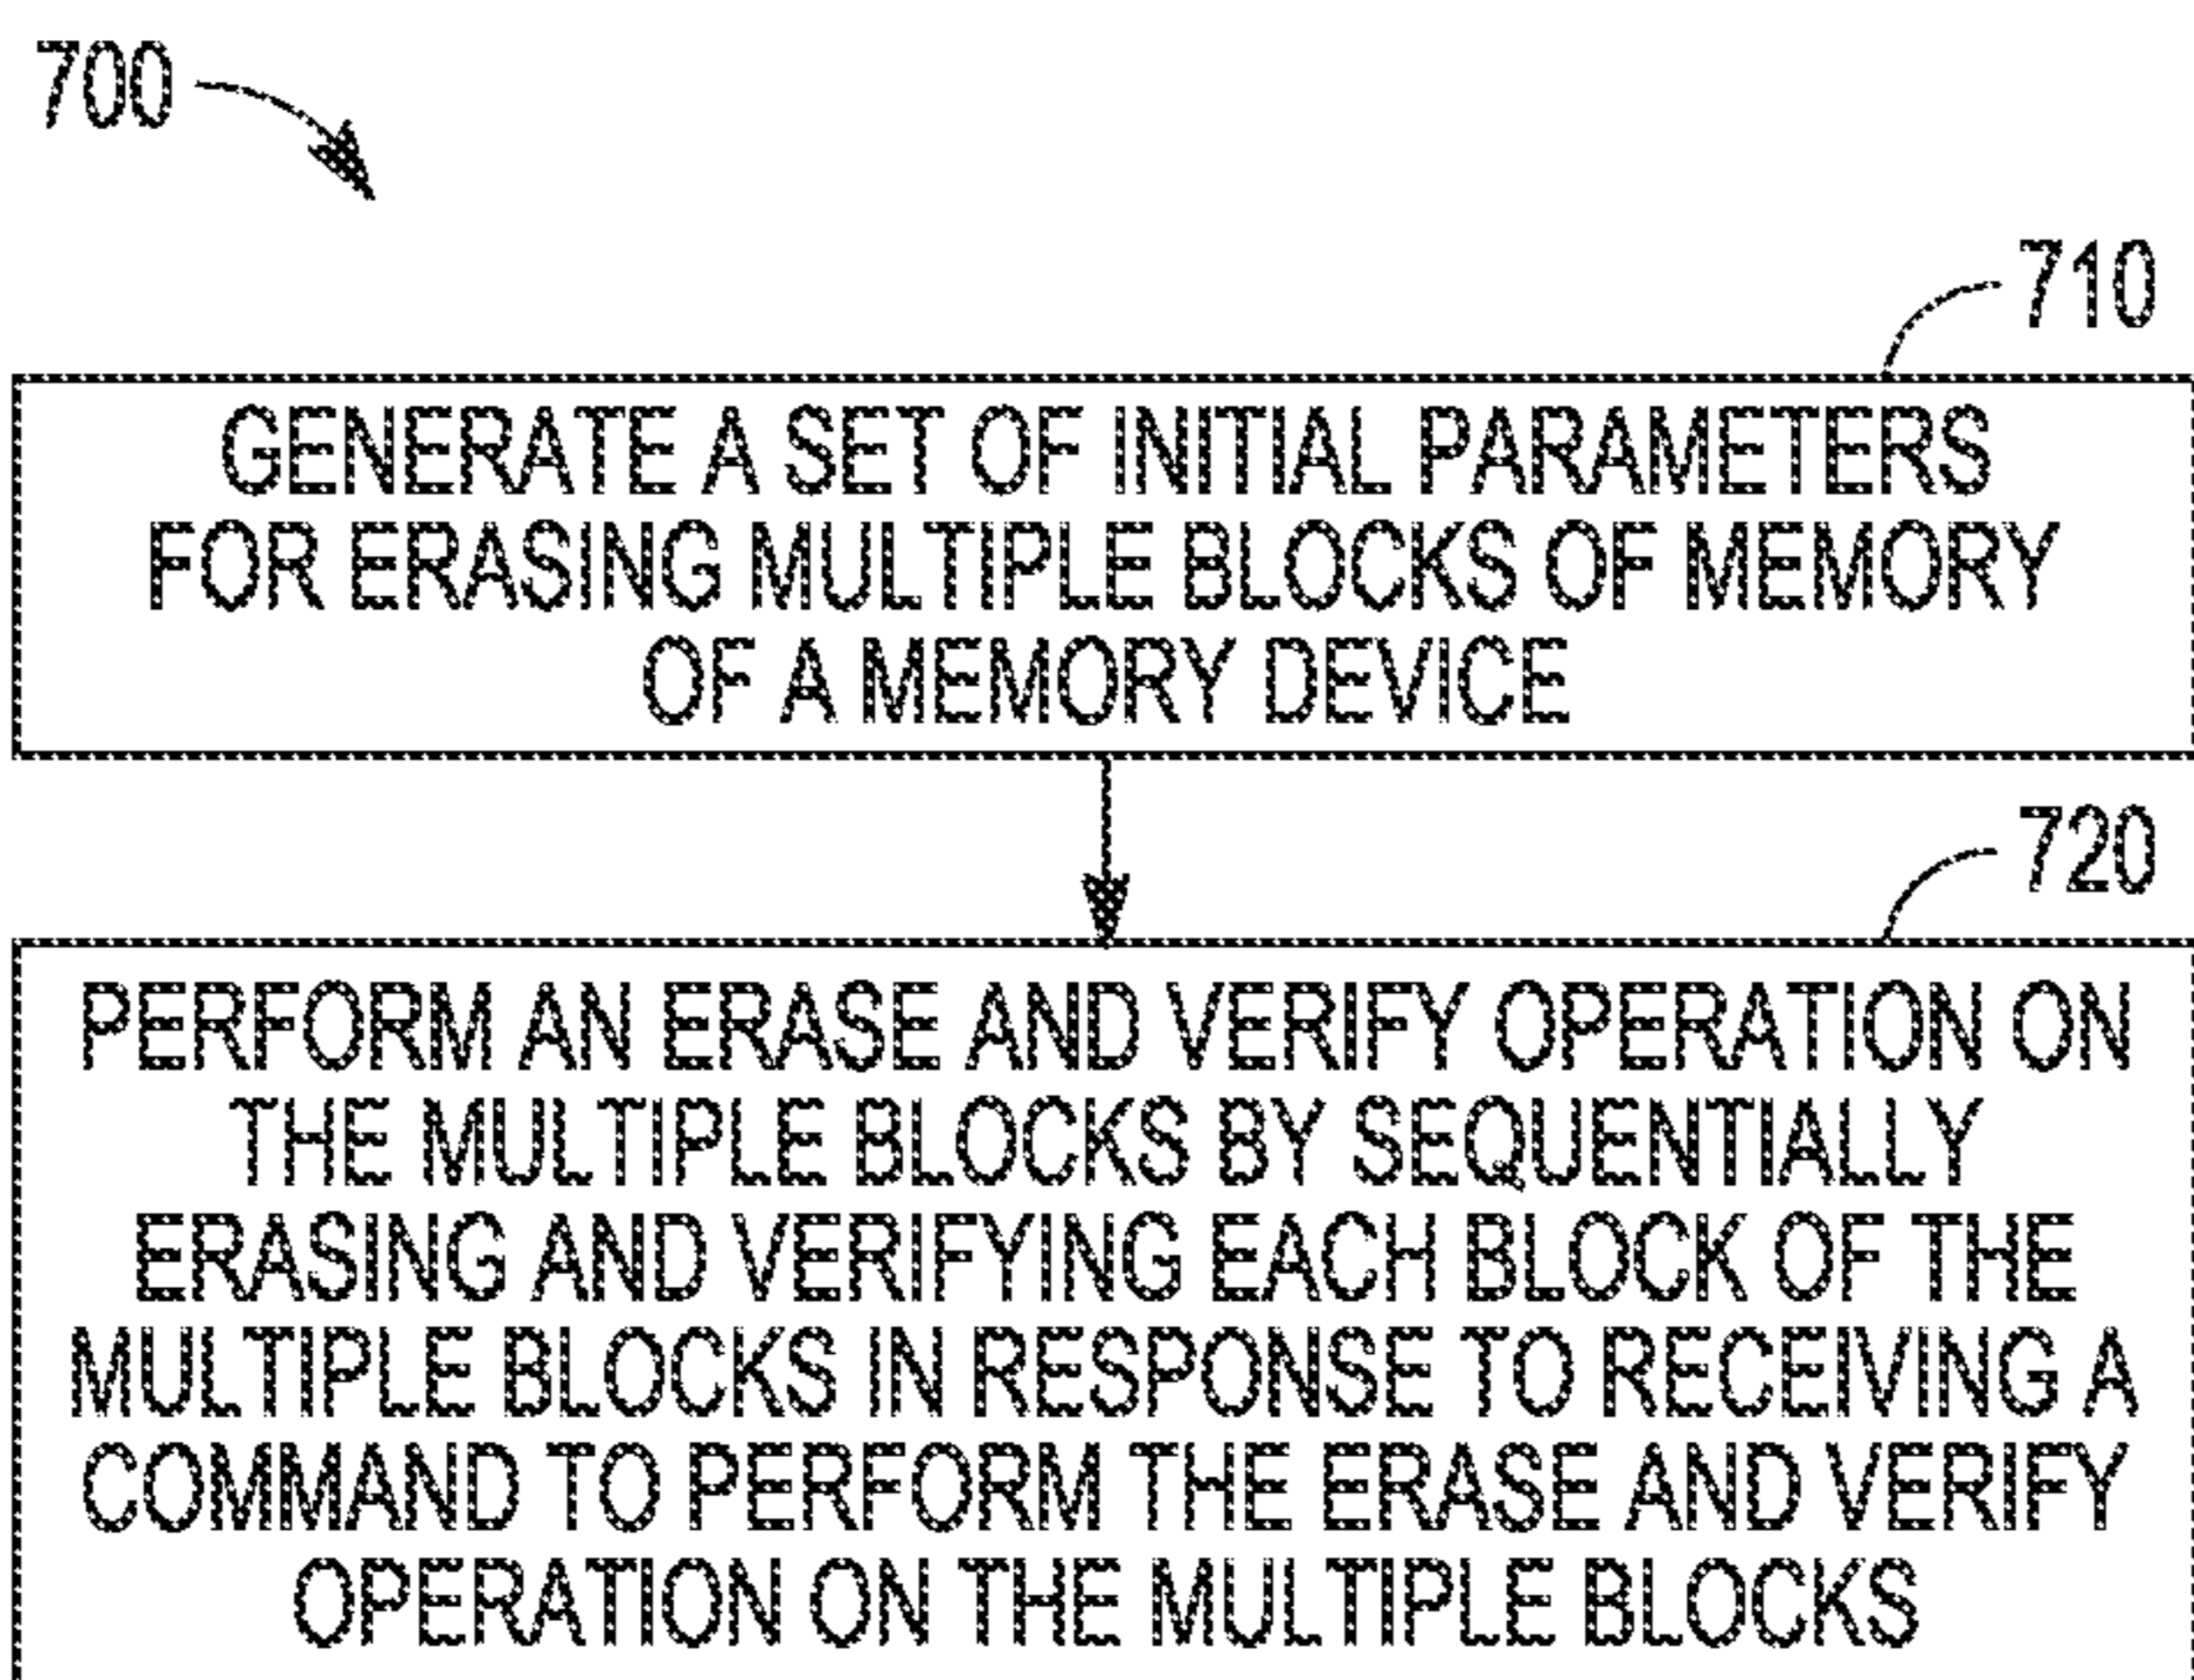 700
710
GENERATE A SET OF INITIAL PARAMETERS
FOR ERASING MULTIPLE BLOCKS OF MEMORY
OF A MEMORY DEVICE
720
PERFORM AN ERASE AND VERIFY OPERATION ON
THE MULTIPLE BLOCKS BY SEQUENTIALLY
ERASING AND VERIFYING EACH BLOCK OF THE
MULTIPLE BLOCKS IN RESPONSE TO RECEIVING A
COMMAND TO PERFORM THE ERASE AND VERIFY
OPERATION ON THE MULTIPLE BLOCKS